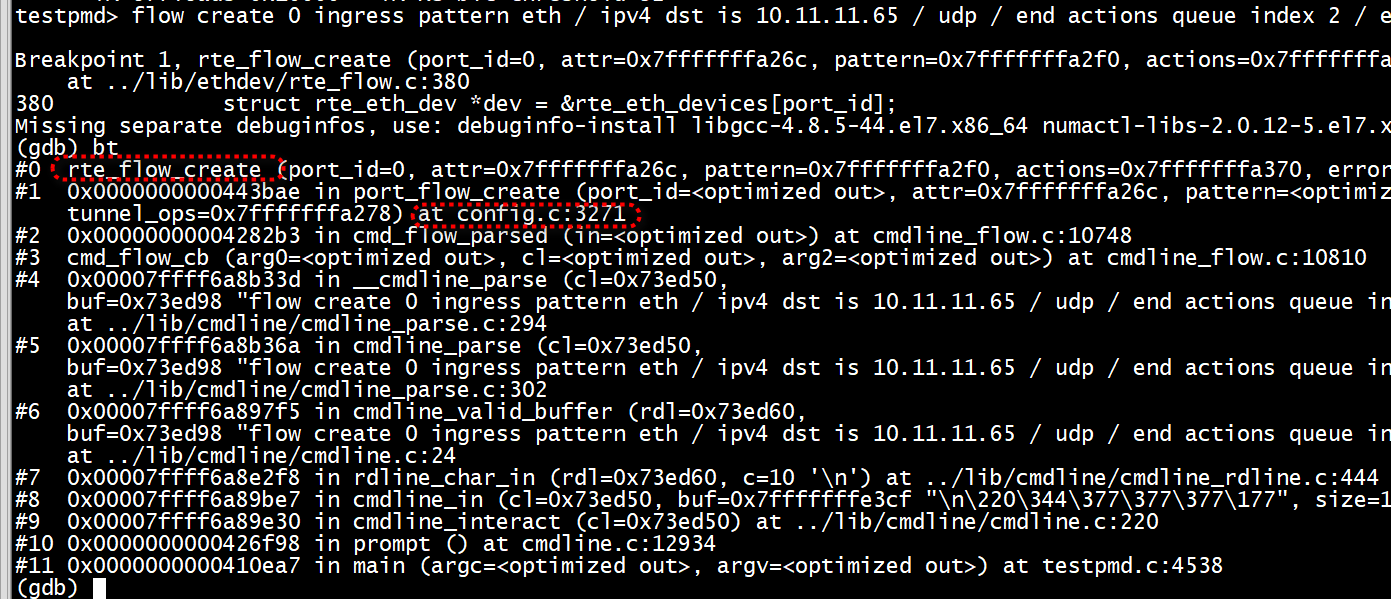 testpmd> flow create 0 ingress pattern eth / ipv4 dst is 10.11.11.65 / udp / end actions queue index 2 / e
Breakpoint 1, rte_flow_create (port_id=0, attr=0x7fffffffa26c, pattern=0x7fffffffa2f0, actions=0x7fffffffa
    at ../lib/ethdev/rte_flow.c:380
380             struct rte_eth_dev *dev = &rte_eth_devices[port_id];
Missing separate debuginfos, use: debuginfo-install libgcc-4.8.5-44.el7.x86_64 numactl-libs-2.0.12-5.el7.x
(gdb) bt
#0  rte_flow_create (port_id=0, attr=0x7fffffffa26c, pattern=0x7fffffffa2f0, actions=0x7fffffffa370, error
#1  0x0000000000443bae in port_flow_create (port_id=<optimized out>, attr=0x7fffffffa26c, pattern=<optimiz
    tunnel_ops=0x7fffffffa278) at config.c:3271
#2  0x00000000004282b3 in cmd_flow_parsed (in=<optimized out>) at cmdline_flow.c:10748
#3  cmd_flow_cb (arg0=<optimized out>, cl=<optimized out>, arg2=<optimized out>) at cmdline_flow.c:10810
#4  0x00007ffff6a8b33d in __cmdline_parse (cl=0x73ed50,
    buf=0x73ed98 "flow create 0 ingress pattern eth / ipv4 dst is 10.11.11.65 / udp / end actions queue in
    at ../lib/cmdline/cmdline_parse.c:294
#5  0x00007ffff6a8b36a in cmdline_parse (cl=0x73ed50,
    buf=0x73ed98 "flow create 0 ingress pattern eth / ipv4 dst is 10.11.11.65 / udp / end actions queue in
    at ../lib/cmdline/cmdline_parse.c:302
#6  0x00007ffff6a897f5 in cmdline_valid_buffer (rdl=0x73ed60,
    buf=0x73ed98 "flow create 0 ingress pattern eth / ipv4 dst is 10.11.11.65 / udp / end actions queue in
    at ../lib/cmdline/cmdline.c:24
#7  0x00007ffff6a8e2f8 in rdline_char_in (rdl=0x73ed60, c=10 '\n') at ../lib/cmdline/cmdline_rdline.c:444
#8  0x00007ffff6a89be7 in cmdline_in (cl=0x73ed50, buf=0x7fffffffe3cf "\n\220\344\377\377\377\177", size=1
#9  0x00007ffff6a89e30 in cmdline_interact (cl=0x73ed50) at ../lib/cmdline/cmdline.c:220
#10 0x0000000000426f98 in prompt () at cmdline.c:12934
#11 0x0000000000410ea7 in main (argc=<optimized out>, argv=<optimized out>) at testpmd.c:4538
(gdb)